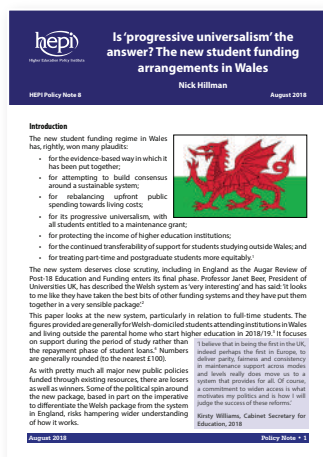 hepi
Higher Education Policy Institute
Is ‘progressive universalism’ the
answer? The new student funding
arrangements in Wales
Nick Hillman
HEPI Policy Note 8
August 2018
Introduction
The new student funding regime in Wales
has, rightly, won many plaudits:
• for the evidence-based way in which it
has been put together;
• for attempting to build consensus
around a sustainable system;
• for rebalancing upfront public
spending towards living costs;
• for its progressive universalism, with
all students entitled to a maintenance grant;
• for protecting the income of higher education institutions;
• for the continued transferability of support for students studying outside Wales; and
• for treating part-time and postgraduate students more equitably.¹
The new system deserves close scrutiny, including in England as the Augar Review of
Post-18 Education and Funding enters its final phase. Professor Janet Beer, President of
Universities UK, has described the Welsh system as ‘very interesting’ and has said: ‘it looks
to me like they have taken the best bits of other funding systems and they have put them
together in a very sensible package.’²
This paper looks at the new system, particularly in relation to full-time students. The
figures provided are generally for Welsh-domiciled students attending institutions in Wales
and living outside the parental home who start higher education in 2018/19.³ It focuses
on support during the period of study rather than
the repayment phase of student loans.⁴ Numbers
are generally rounded (to the nearest £100).
As with pretty much all major new public policies
funded through existing resources, there are losers
as well as winners. Some of the political spin around
the new package, based in part on the imperative
to differentiate the Welsh package from the system
in England, risks hampering wider understanding
of how it works.
‘I believe that in being the first in the UK,
indeed perhaps the first in Europe, to
deliver parity, fairness and consistency
in maintenance support across modes
and levels really does move us to a
system that provides for all. Of course,
a commitment to widen access is what
motivates my politics and is how I will
judge the success of these reforms.’
Kirsty Williams, Cabinet Secretary for
Education, 2018
August 2018
Policy Note • 1